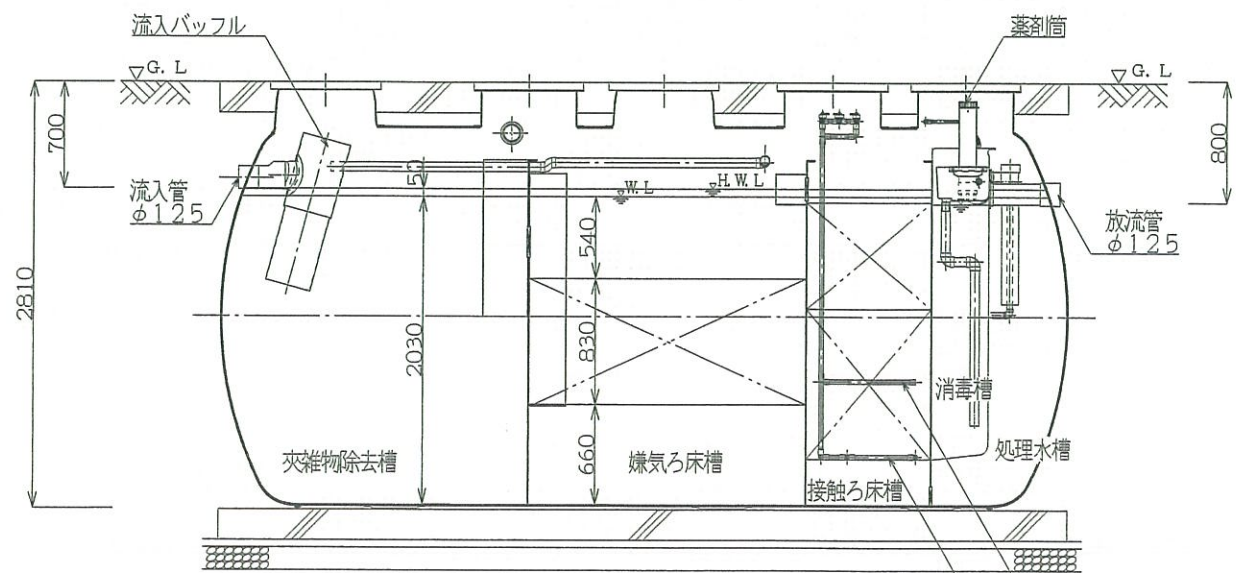 流入バッフル
薬剤筒
G. L
G. L
700
800
50
W. L
H. W. L
流入管
φ125
放流管
φ125
540
2810
2030
830
消毒槽
夾雑物除去槽
660
嫌気ろ床槽
処理水槽
接触ろ床槽